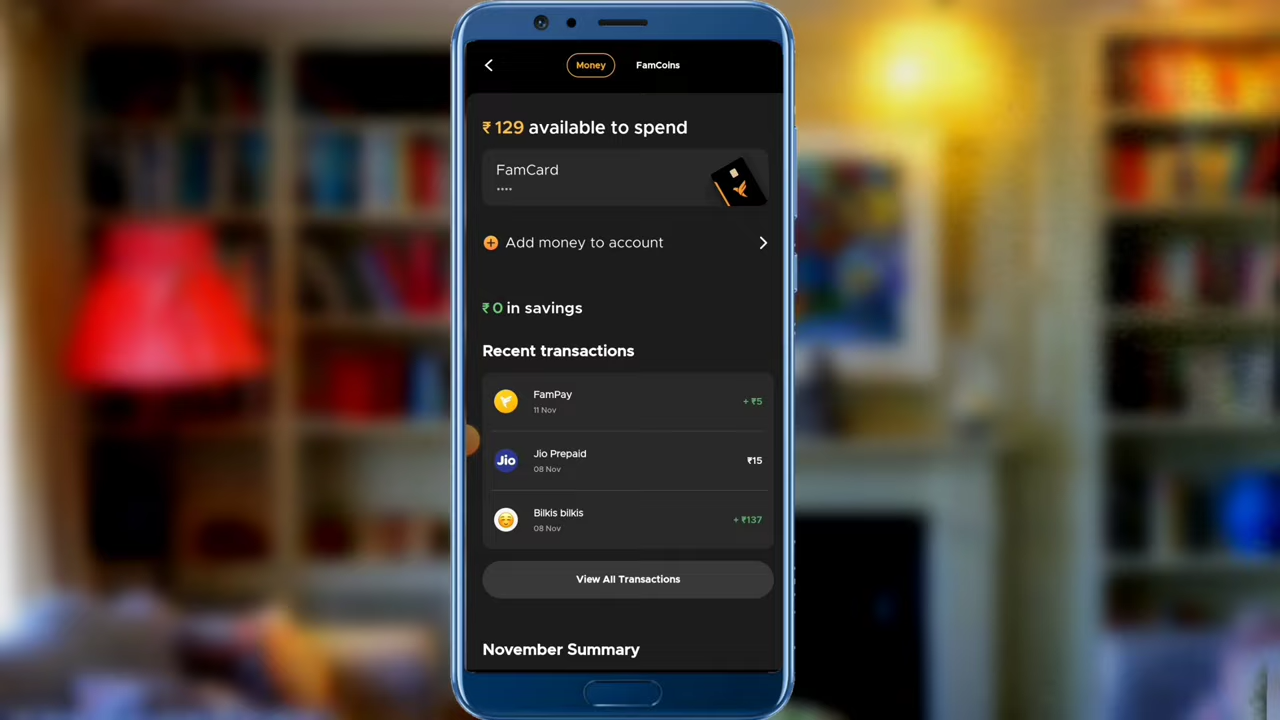 Money FamCoins
₹ 129 available to spend
FamCard
••••
Add money to account
₹ 0 in savings
Recent transactions
FamPay + ₹5
11 Nov
Jio Jio Prepaid ₹15
08 Nov
Bilkis bilkis + ₹137
08 Nov
View All Transactions
November Summary